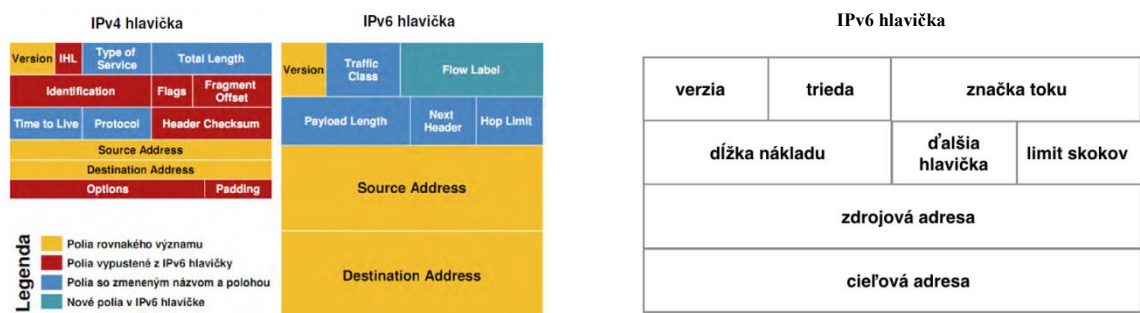 IPv4 hlavička
Version IHL Type of Service Total Length
Identification Flags Fragment Offset
Time to Live Protocol Header Checksum
Source Address
Destination Address
Options Padding
Legenda
Polia rovnakého významu
Polia vypustené z IPv6 hlavičky
Polia so zmeneným názvom a polohou
Nové polia v IPv6 hlavičke
IPv6 hlavička
Version Traffic Class Flow Label
Payload Length Next Header Hop Limit
Source Address
Destination Address
IPv6 hlavička
verzia trieda značka toku
dĺžka nákladu ďalšia hlavička limit skokov
zdrojová adresa
cieľová adresa